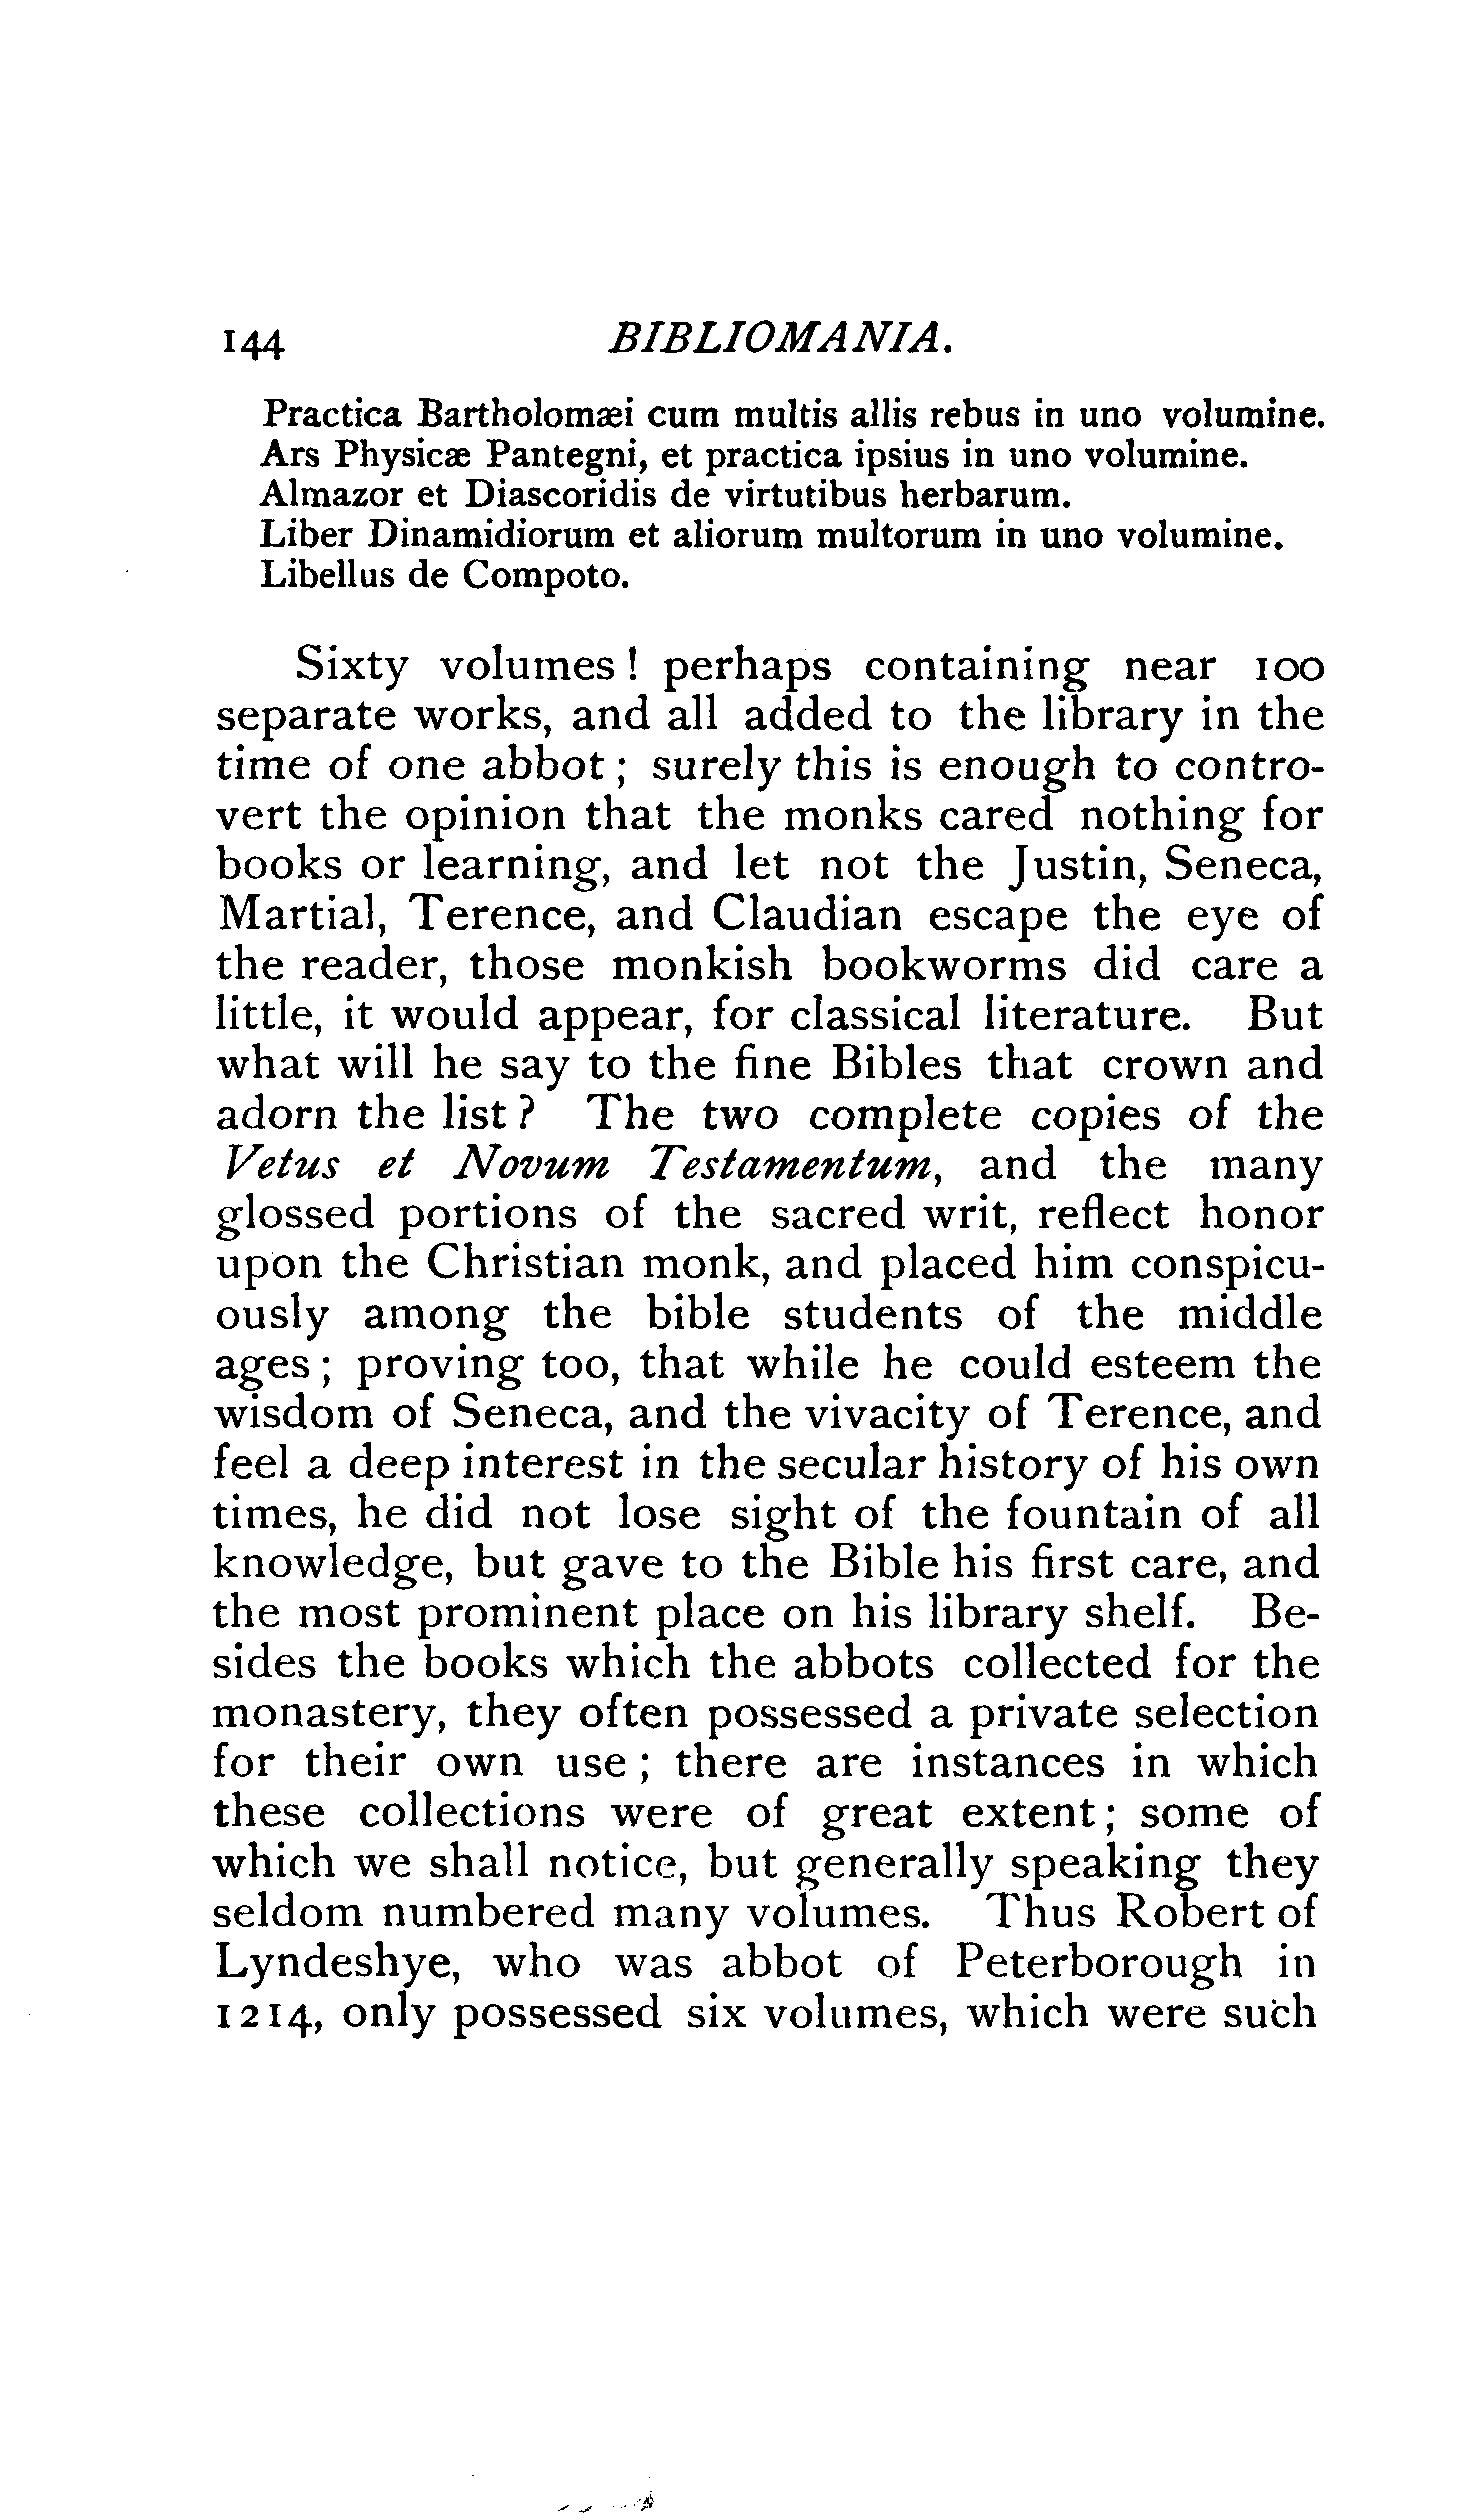 144 BIBLIOMANIA.
Practica Bartholomæi cum multis allis rebus in uno volumine.
Ars Physicæ Pantegni, et practica ipsius in uno volumine.
Almazor et Diascoridis de virtutibus herbarum.
Liber Dinamidiorum et aliorum multorum in uno volumine.
Libellus de Compoto.
Sixty volumes! perhaps containing near 100
separate works, and all added to the library in the
time of one abbot; surely this is enough to contro-
vert the opinion that the monks cared nothing for
books or learning, and let not the Justin, Seneca,
Martial, Terence, and Claudian escape the eye of
the reader, those monkish bookworms did care a
little, it would appear, for classical literature. But
what will he say to the fine Bibles that crown and
adorn the list? The two complete copies of the
Vetus et Novum Testamentum, and the many
glossed portions of the sacred writ, reflect honor
upon the Christian monk, and placed him conspicu-
ously among the bible students of the middle
ages; proving too, that while he could esteem the
wisdom of Seneca, and the vivacity of Terence, and
feel a deep interest in the secular history of his own
times, he did not lose sight of the fountain of all
knowledge, but gave to the Bible his first care, and
the most prominent place on his library shelf. Be-
sides the books which the abbots collected for the
monastery, they often possessed a private selection
for their own use; there are instances in which
these collections were of great extent; some of
which we shall notice, but generally speaking they
seldom numbered many volumes. Thus Robert of
Lyndeshye, who was abbot of Peterborough in
1214, only possessed six volumes, which were such